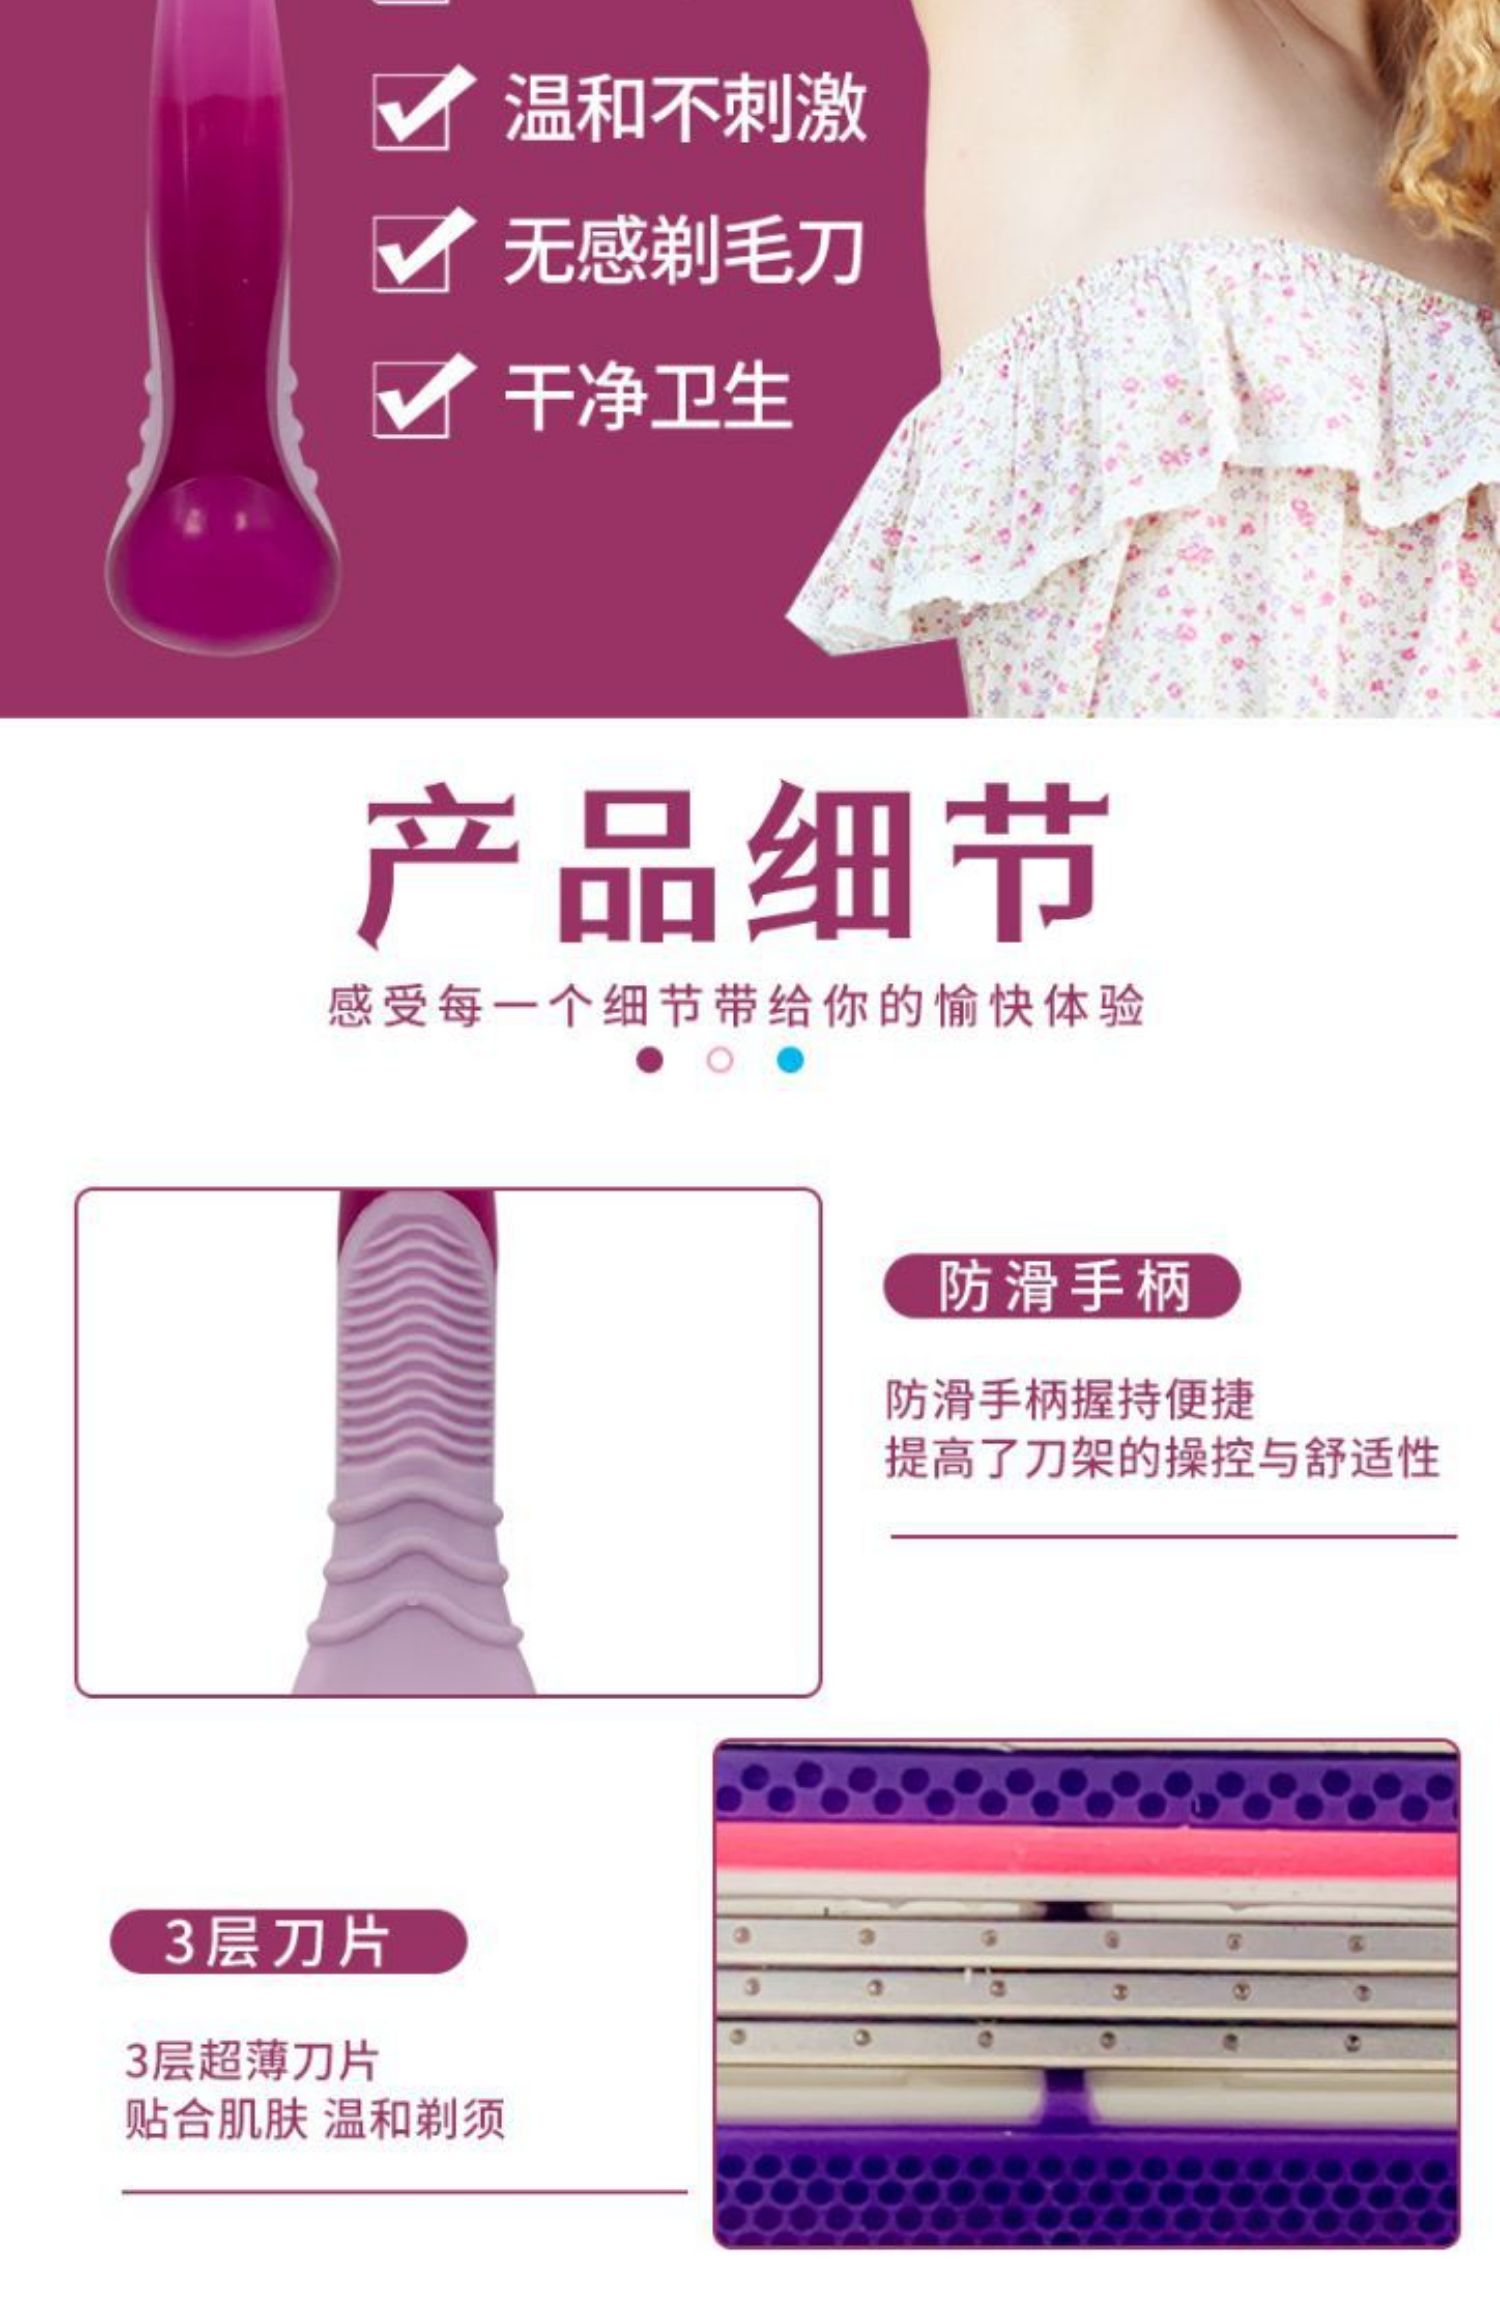 温和不刺激
无感剃毛刀
干净卫生
产品细节
感受每一个细节带给你的愉快体验
防滑手柄
防滑手柄握持便捷
提高了刀架的操控与舒适性
3层刀片
3层超薄刀片
贴合肌肤 温和剃须